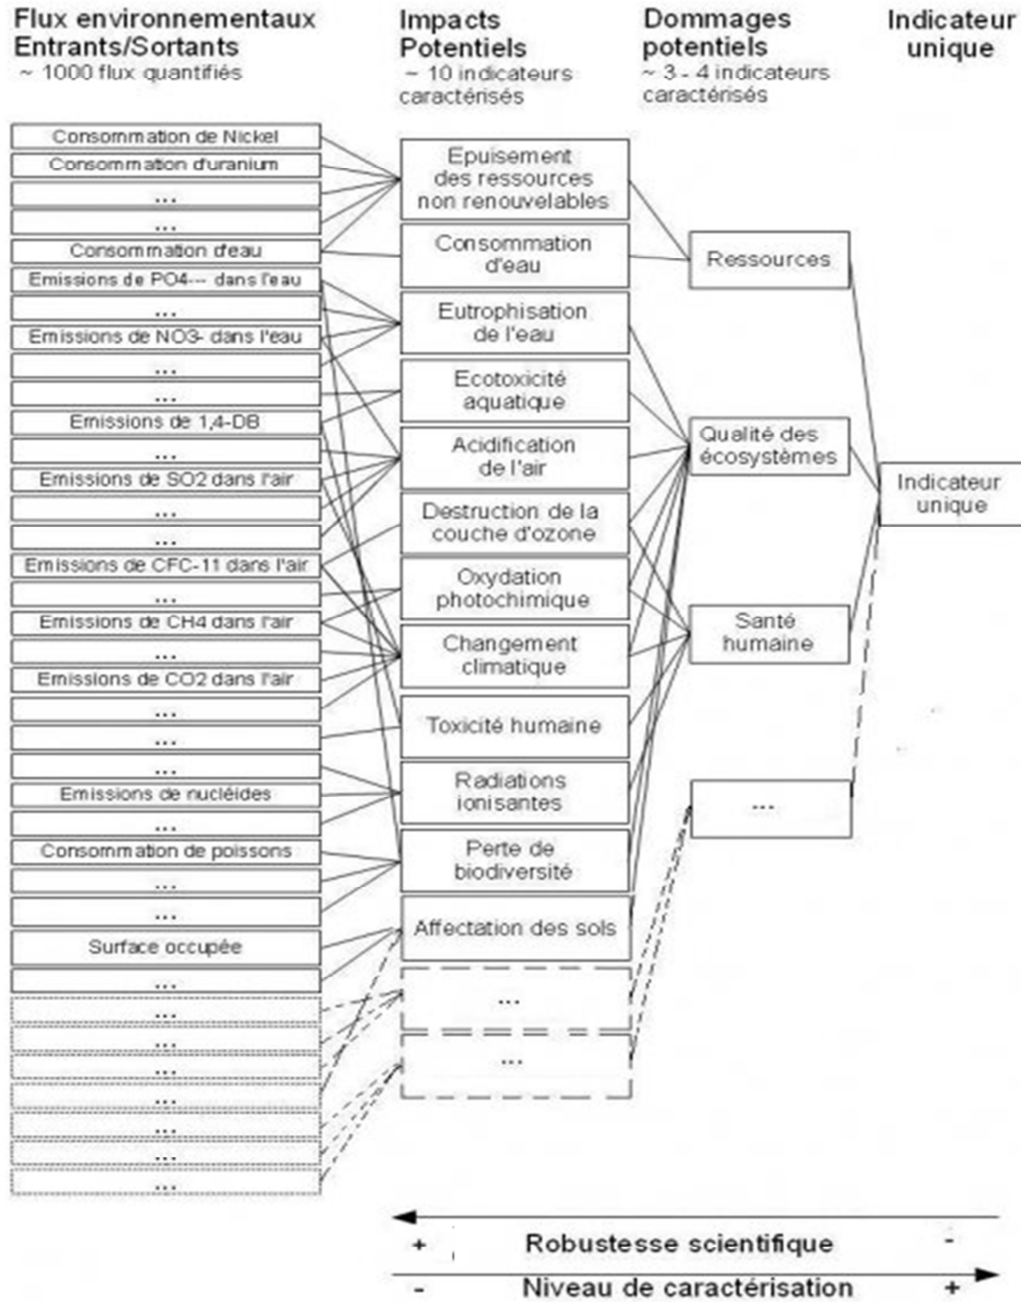 Flux environnementaux
Entrants/Sortants
~ 1000 flux quantifiés
Impacts
Potentiels
~ 10 indicateurs
caractérisés
Dommages
potentiels
~ 3 - 4 indicateurs
caractérisés
Indicateur
unique
Consommation de Nickel
Consommation d'uranium
...
...
Consommation d'eau
Emissions de PO4--- dans l'eau
...
Emissions de NO3- dans l'eau
...
...
Emissions de 1,4-DB
...
Emissions de SO2 dans l'air
...
...
Emissions de CFC-11 dans l'air
...
Emissions de CH4 dans l'air
...
Emissions de CO2 dans l'air
...
...
...
Emissions de nucléides
...
Consommation de poissons
...
...
Surface occupée
...
...
...
...
...
...
...
...
Epuisement
des ressources
non renouvelables
Consommation
d'eau
Eutrophisation
de l'eau
Ecotoxicité
aquatique
Acidification
de l'air
Destruction de la
couche d'ozone
Oxydation
photochimique
Changement
climatique
Toxicité humaine
Radiations
ionisantes
Perte de
biodiversité
Affectation des sols
...
...
Ressources
Qualité des
écosystèmes
Santé
humaine
...
Indicateur
unique
+ Robustesse scientifique -
- Niveau de caractérisation +